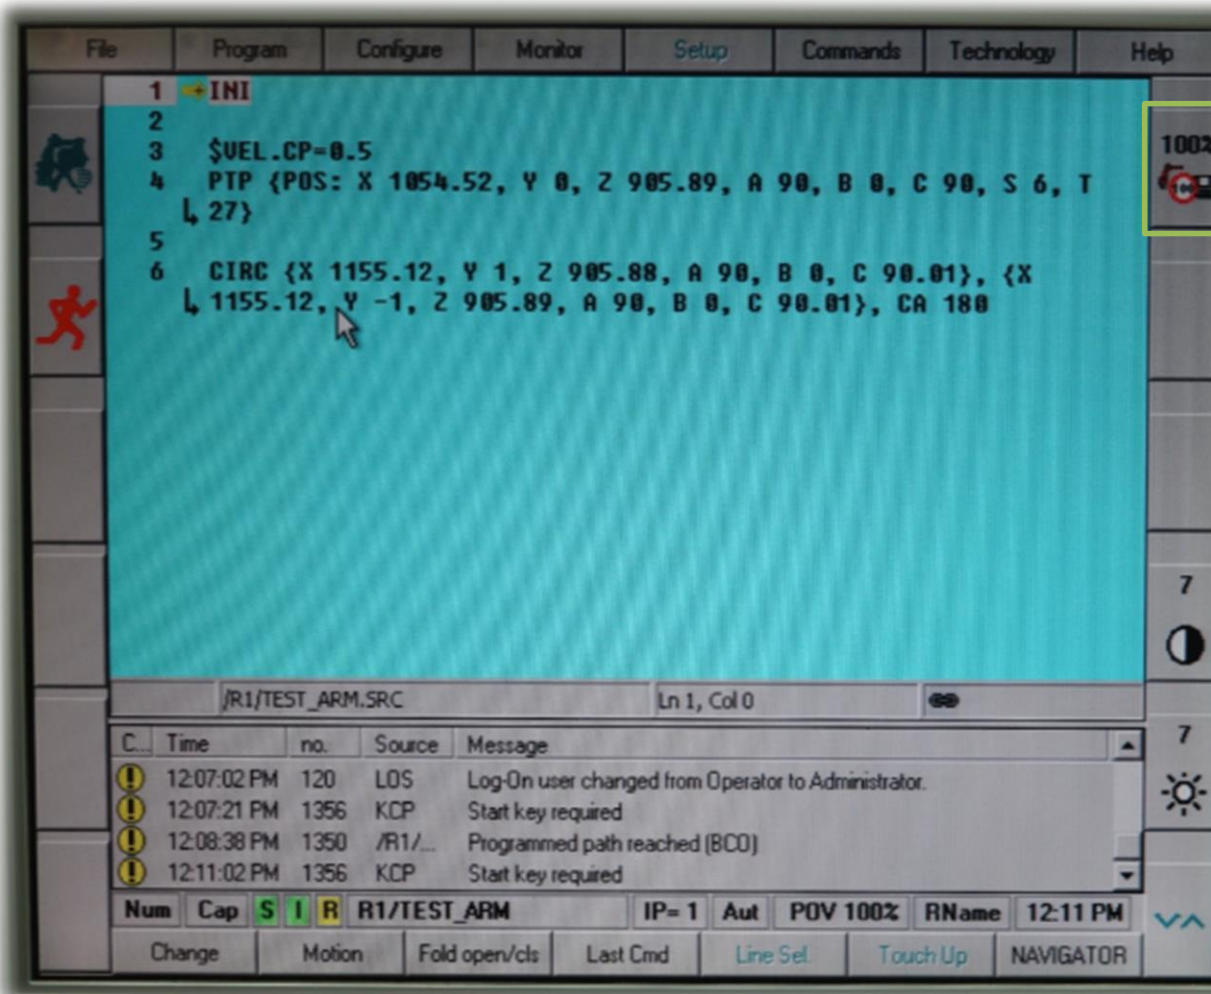 File Program Configure Monitor Setup Commands Technology Help
1 INI
2
3 $VEL.CP=0.5
4 PTP {POS: X 1054.52, Y 0, Z 905.89, A 90, B 0, C 90, S 6, T
27}
5
6 CIRC {X 1155.12, Y 1, Z 905.88, A 90, B 0, C 90.01}, {X
1155.12, Y -1, Z 905.89, A 90, B 0, C 90.01}, CA 180
100%
100
7
7
/R1/TEST_ARM.SRC Ln 1, Col 0
C... Time no. Source Message
12:07:02 PM 120 LOS Log-On user changed from Operator to Administrator.
12:07:21 PM 1356 KCP Start key required
12:08:38 PM 1350 /R1/... Programmed path reached (BCO)
12:11:02 PM 1356 KCP Start key required
Num Cap S I R R1/TEST_ARM IP= 1 Aut POV 100% RName 12:11 PM
Change Motion Fold open/cls Last Cmd Line Sel. Touch Up NAVIGATOR